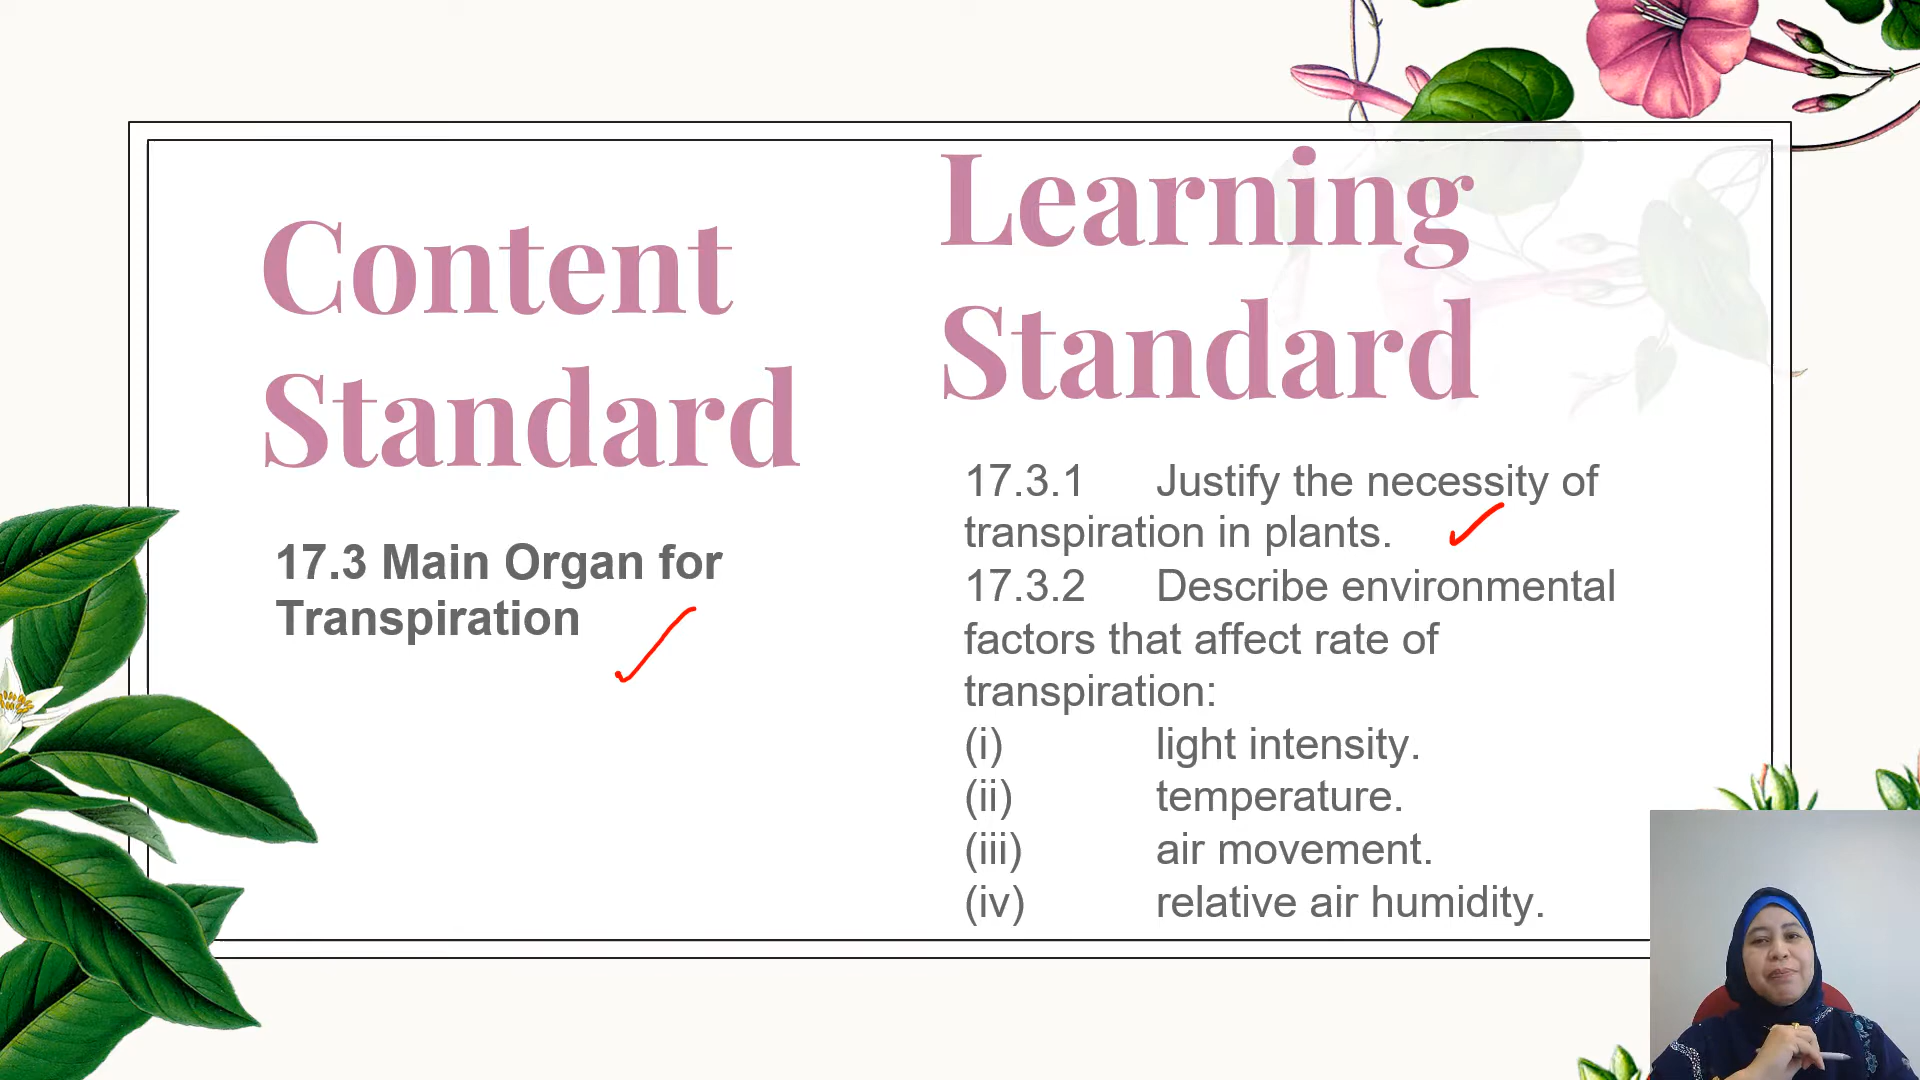 Content
Standard
17.3 Main Organ for
Transpiration
Learning
Standard
17.3.1 Justify the necessity of
transpiration in plants.
17.3.2 Describe environmental
factors that affect rate of
transpiration:
(i) light intensity.
(ii) temperature.
(iii) air movement.
(iv) relative air humidity.